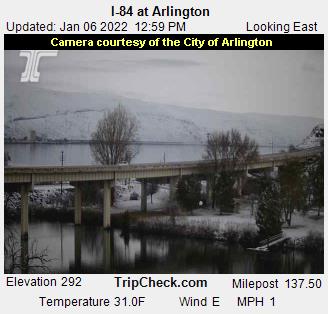 I-84 at Arlington
Updated: Jan 06 2022 12:59 PM Looking East
Camera courtesy of the City of Arlington
Elevation 292 TripCheck.com Milepost 137.50
Temperature 31.0F Wind E MPH 1